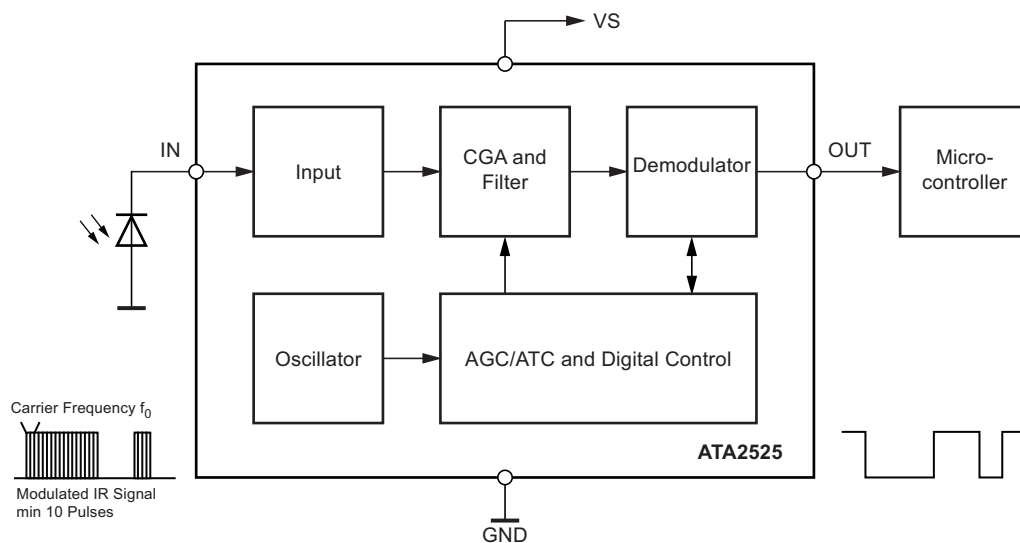 VS
IN
Input
CGA and
Filter
Demodulator
OUT
Micro-
controller
Oscillator
AGC/ATC and Digital Control
Carrier Frequency f₀
ATA2525
Modulated IR Signal
min 10 Pulses
GND